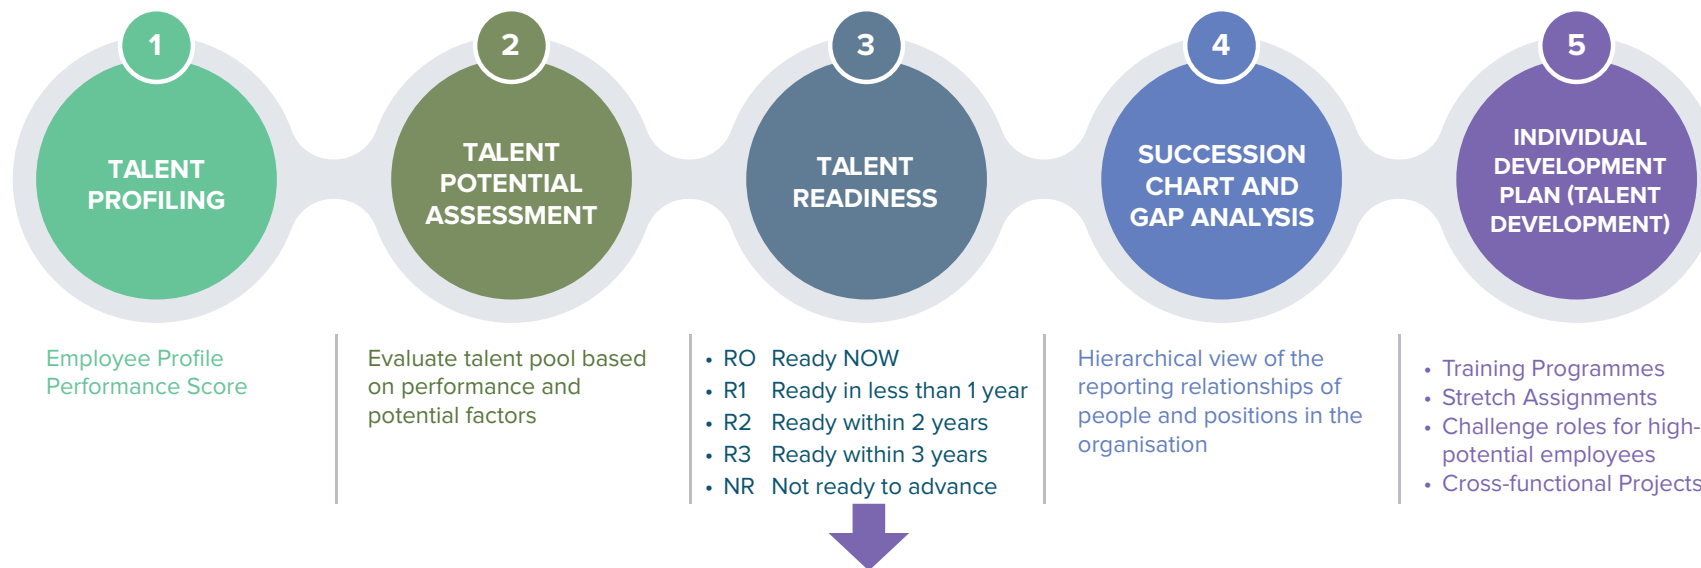 1
TALENT
PROFILING
Employee Profile
Performance Score
2
TALENT
POTENTIAL
ASSESSMENT
Evaluate talent pool based
on performance and
potential factors
3
TALENT
READINESS
• RO Ready NOW
• R1 Ready in less than 1 year
• R2 Ready within 2 years
• R3 Ready within 3 years
• NR Not ready to advance
4
SUCCESSION
CHART AND
GAP ANALYSIS
Hierarchical view of the
reporting relationships of
people and positions in the
organisation
5
INDIVIDUAL
DEVELOPMENT
PLAN (TALENT
DEVELOPMENT)
• Training Programmes
• Stretch Assignments
• Challenge roles for high-
potential employees
• Cross-functional Projects